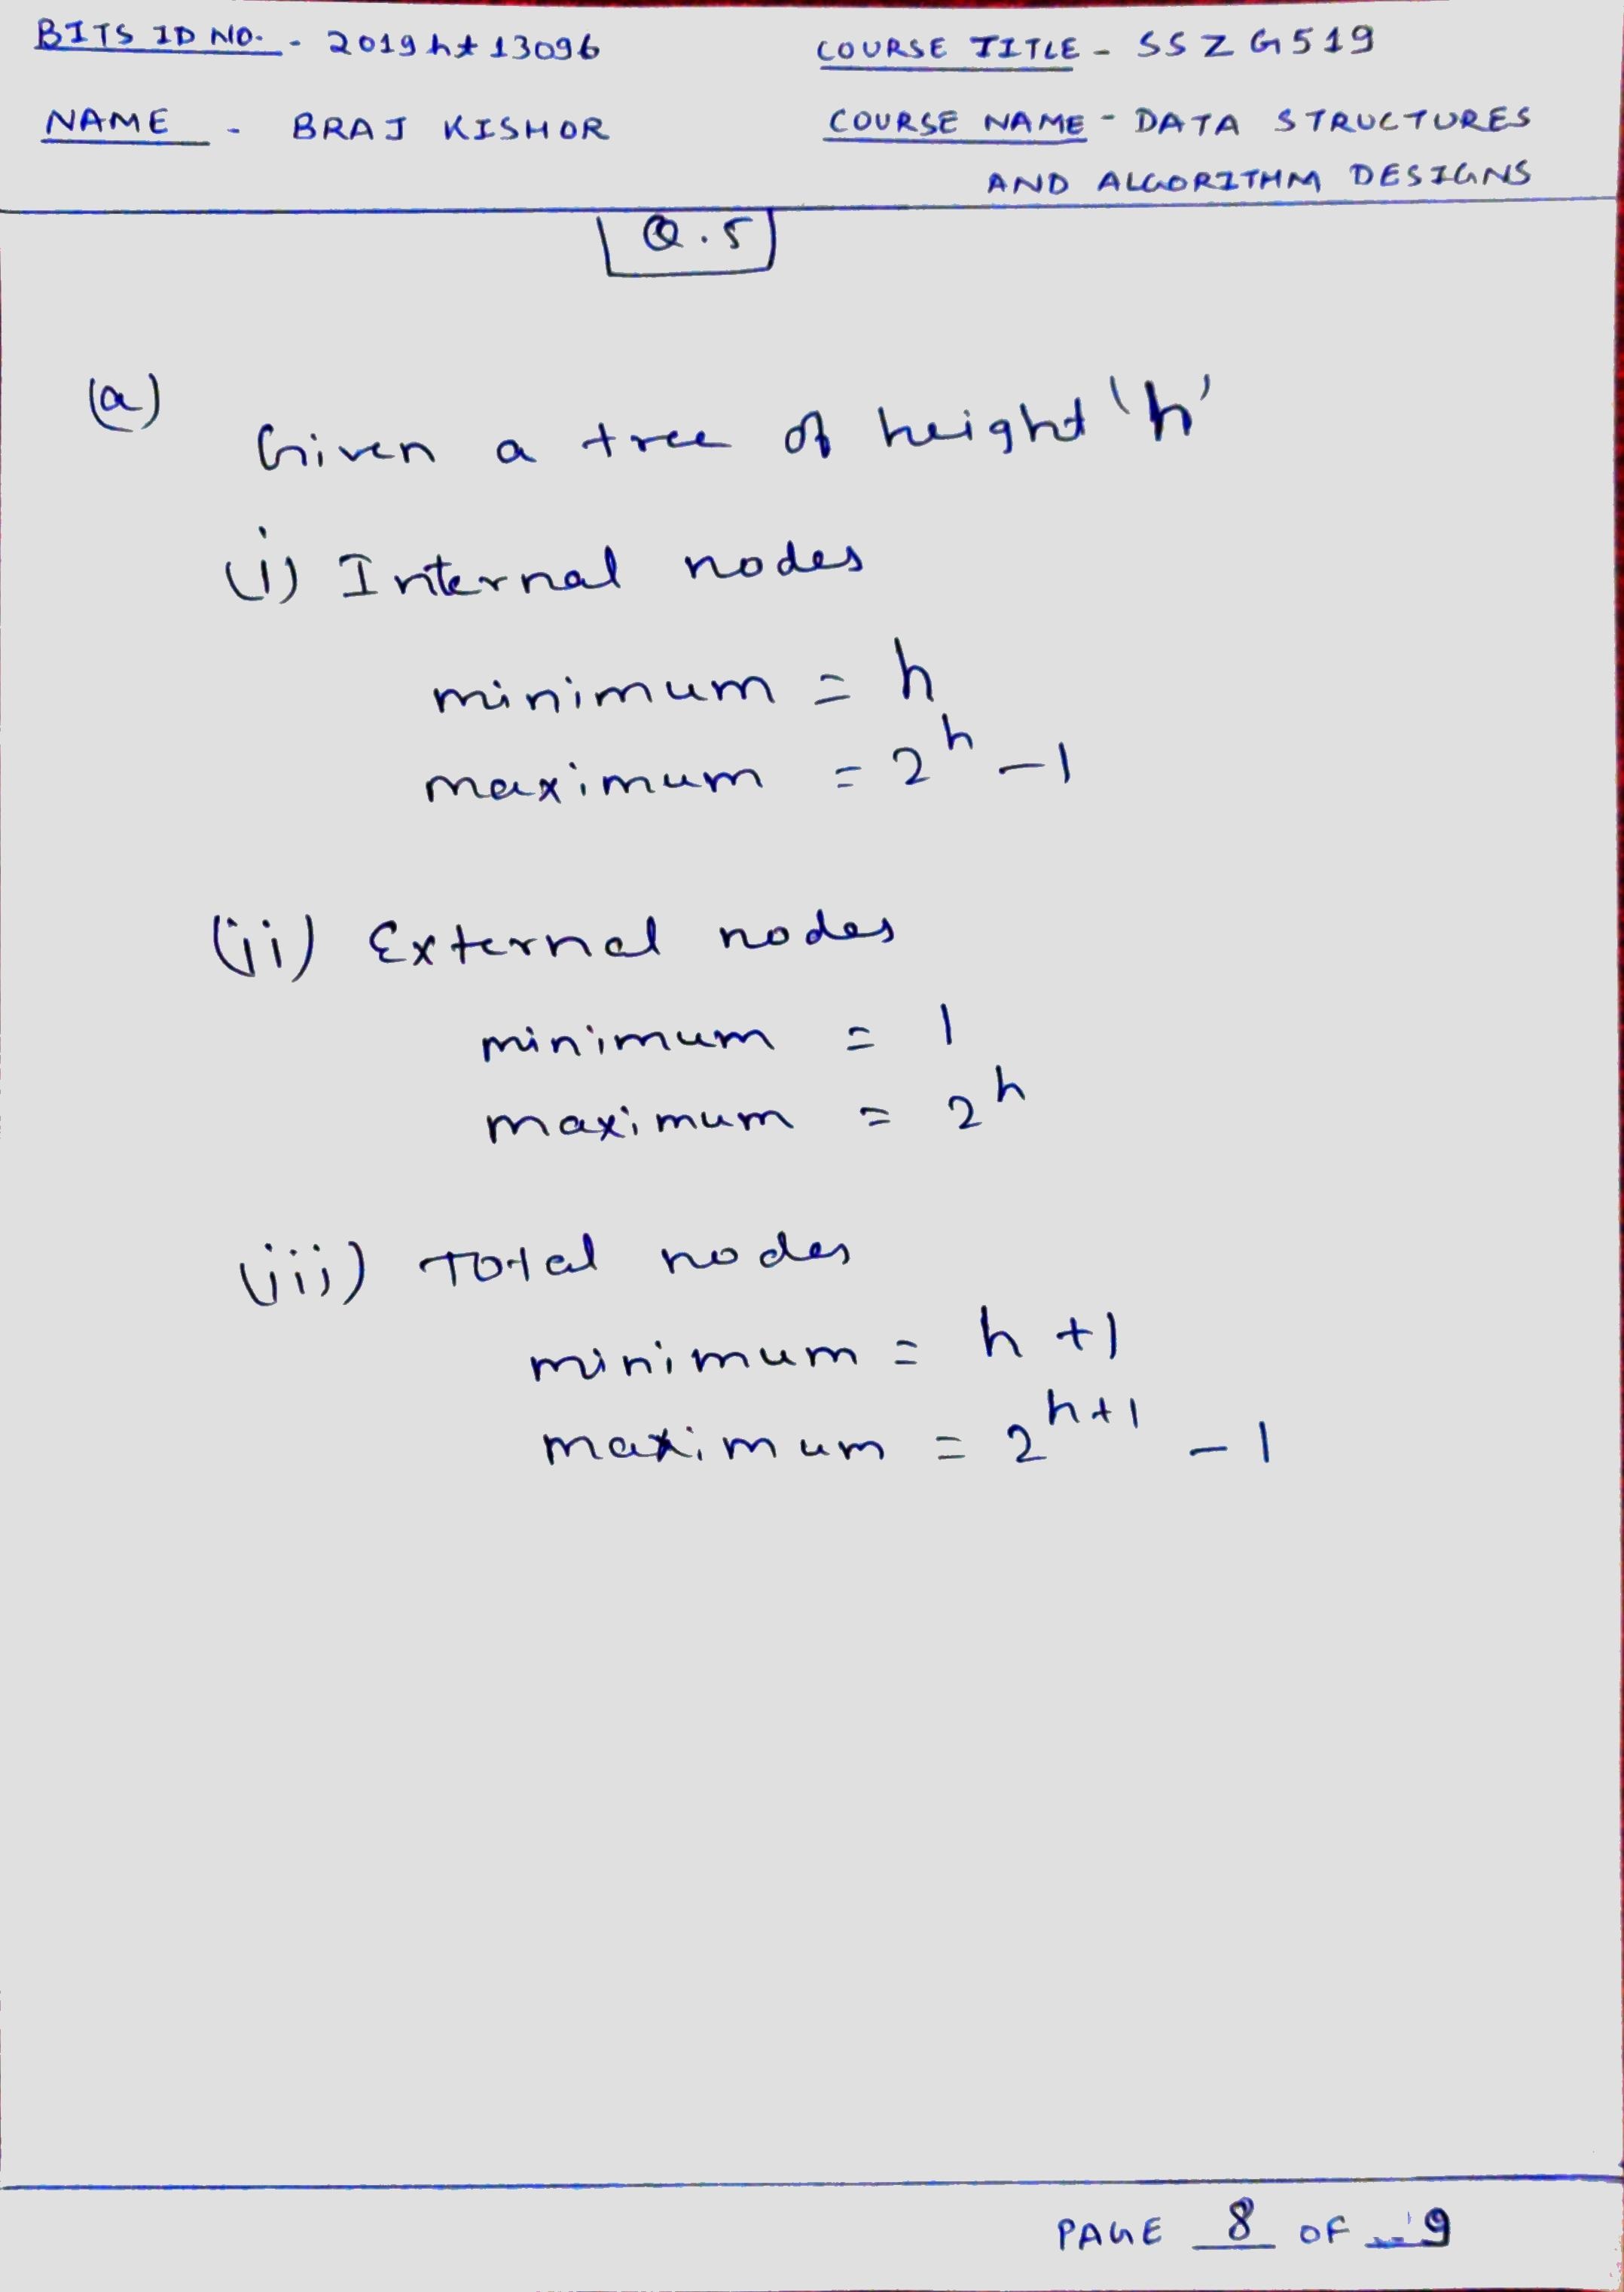 BITS ID NO. - 2019ht13096 COURSE TITLE - SSZG519
NAME - BRAJ KISHOR COURSE NAME - DATA STRUCTURES
AND ALGORITHM DESIGNS
Q.5
(a)
Given a tree of height 'h'
(i) Internal nodes
minimum = h
maximum = 2^h - 1
(ii) External nodes
minimum = 1
maximum = 2^h
(iii) Total nodes
minimum = h + 1
maximum = 2^{h+1} - 1
PAGE 8 OF 9